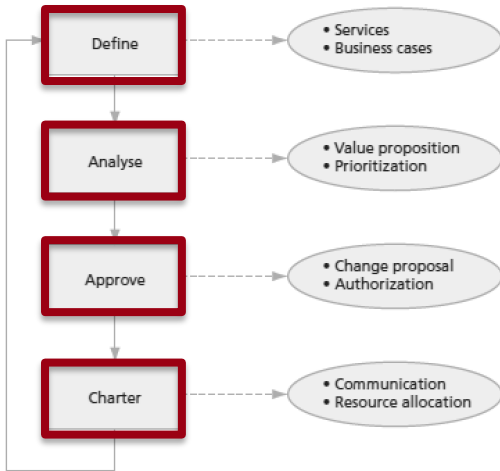 Define
• Services
• Business cases
Analyse
• Value proposition
• Prioritization
Approve
• Change proposal
• Authorization
Charter
• Communication
• Resource allocation